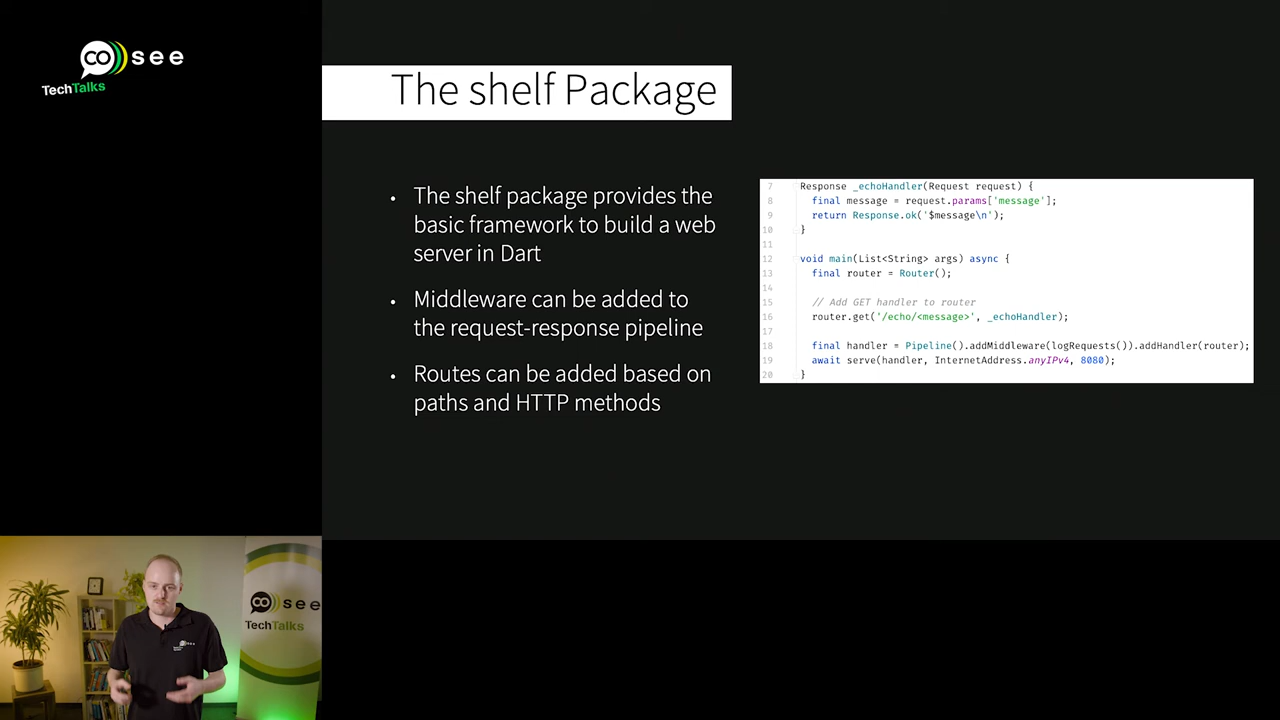 co see
TechTalks
The shelf Package
• The shelf package provides the
basic framework to build a web
server in Dart
• Middleware can be added to
the request-response pipeline
• Routes can be added based on
paths and HTTP methods
7 Response _echoHandler(Request request) {
8 final message = request.params['message'];
9 return Response.ok('$message\n');
10 }
11
12 void main(List<String> args) async {
13 final router = Router();
14
15 // Add GET handler to router
16 router.get('/echo/<message>', _echoHandler);
17
18 final handler = Pipeline().addMiddleware(logRequests()).addHandler(router);
19 await serve(handler, InternetAddress.anyIPv4, 8080);
20 }
co see
TechTalks
co see